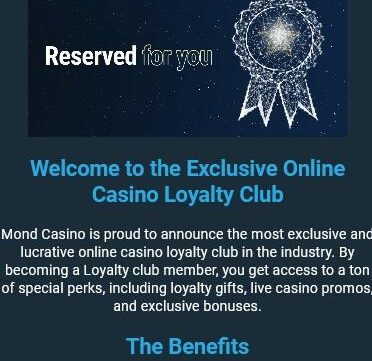 Reserved for you
Welcome to the Exclusive Online
Casino Loyalty Club
Mond Casino is proud to announce the most exclusive and
lucrative online casino loyalty club in the industry. By
becoming a Loyalty club member, you get access to a ton
of special perks, including loyalty gifts, live casino promos,
and exclusive bonuses.
The Benefits